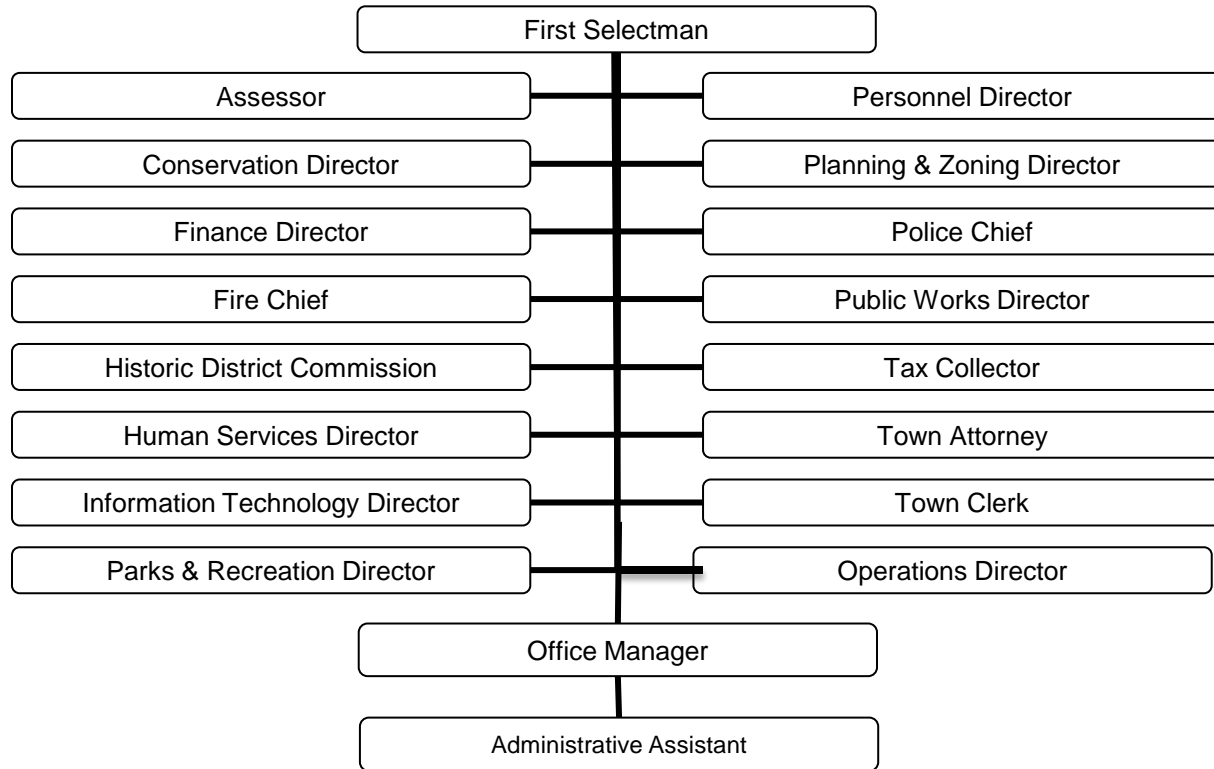 First Selectman
Assessor
Personnel Director
Conservation Director
Planning & Zoning Director
Finance Director
Police Chief
Fire Chief
Public Works Director
Historic District Commission
Tax Collector
Human Services Director
Town Attorney
Information Technology Director
Town Clerk
Parks & Recreation Director
Operations Director
Office Manager
Administrative Assistant